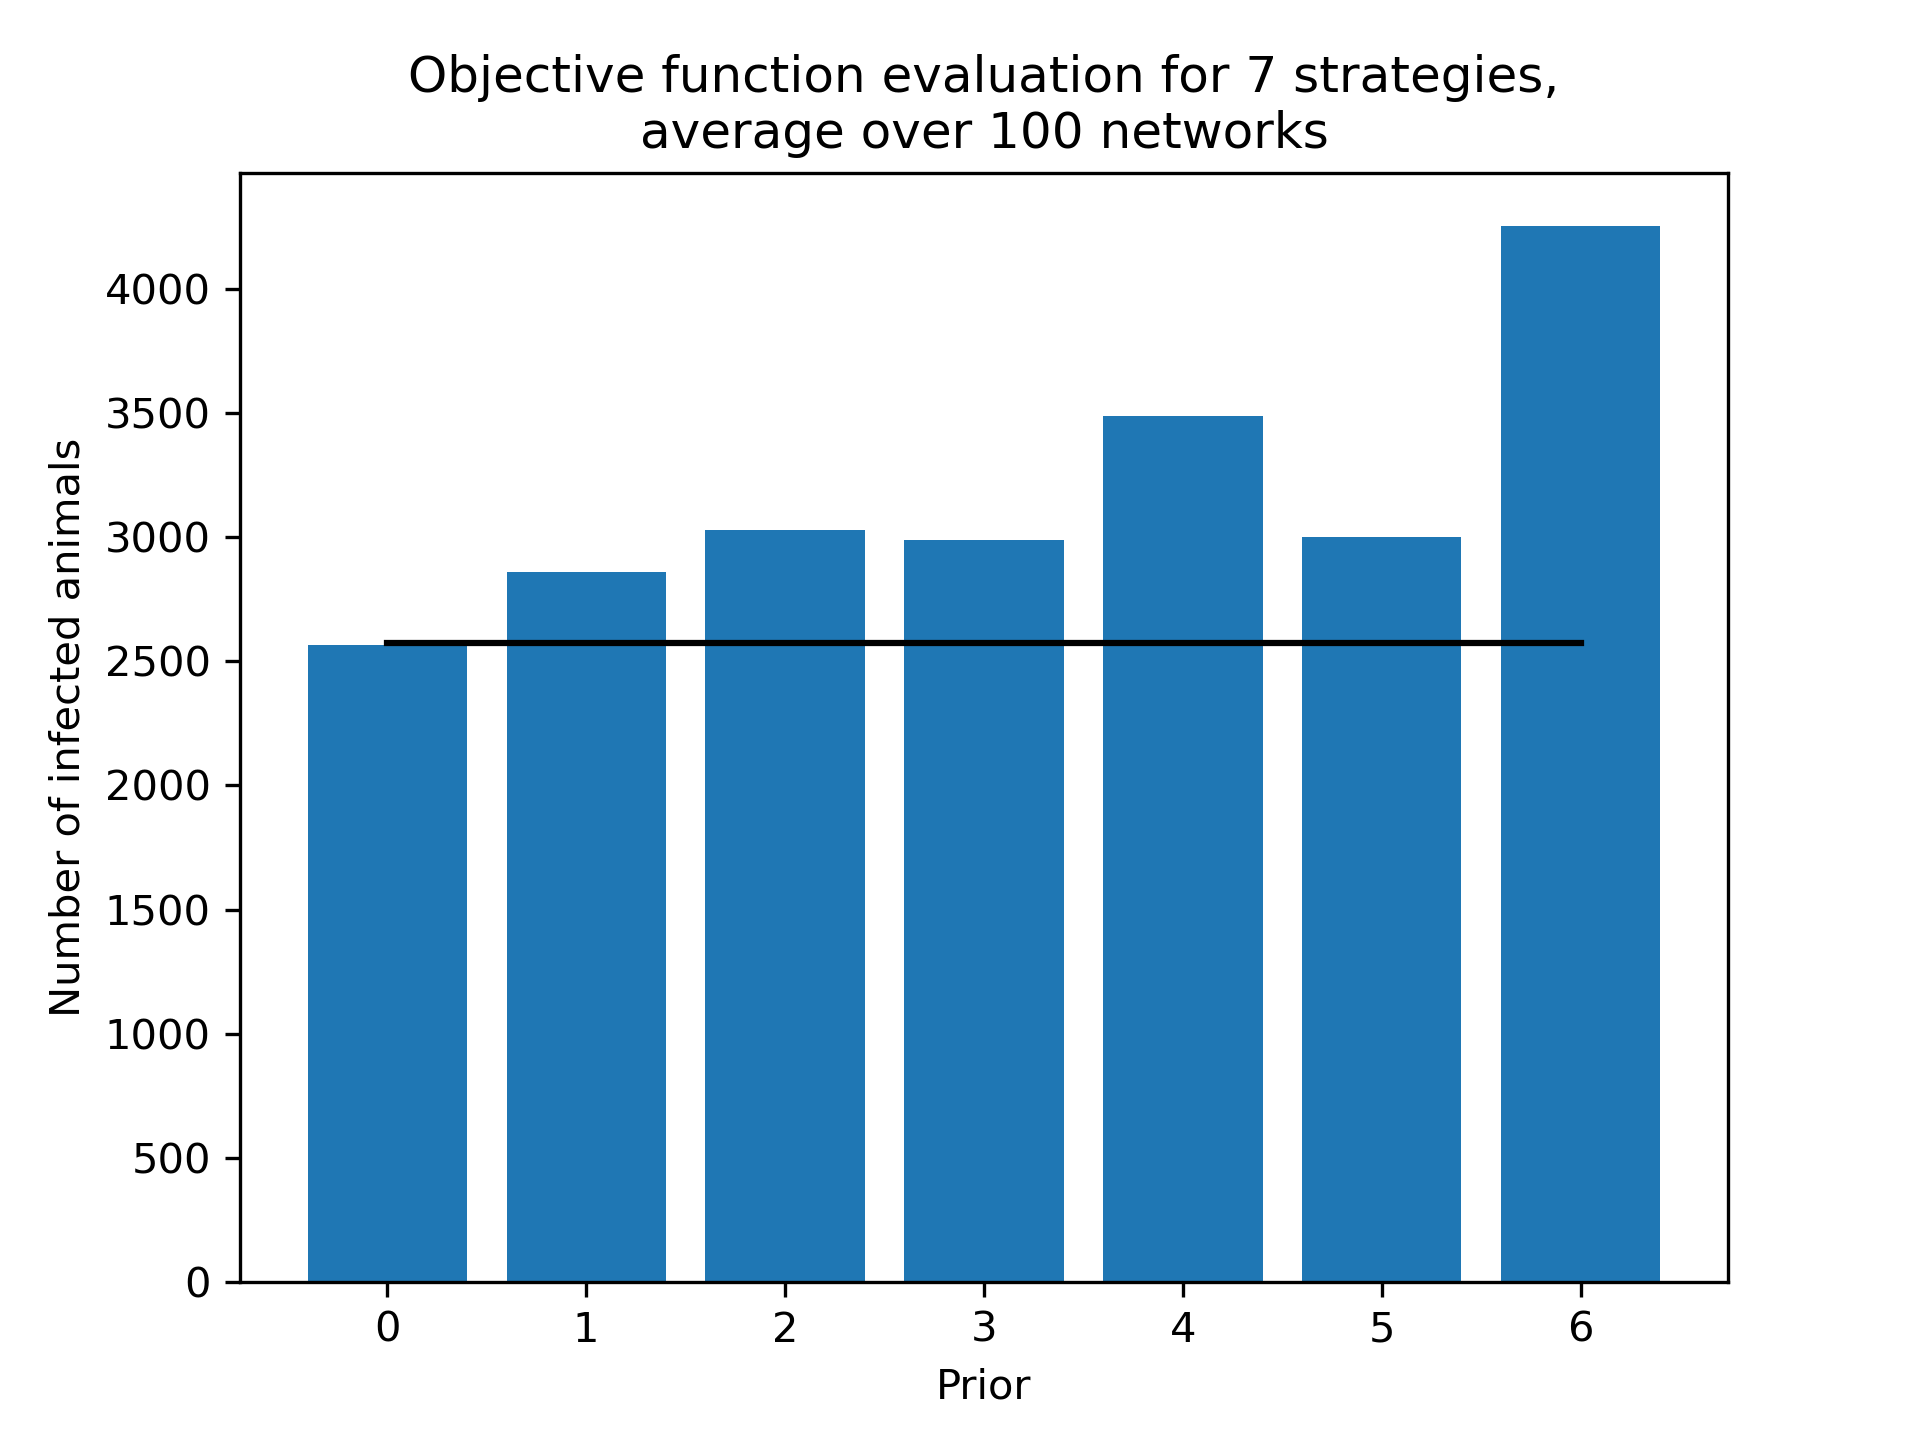 Objective function evaluation for 7 strategies,
average over 100 networks
Number of infected animals
4000
3500
3000
2500
2000
1500
1000
500
0
0 1 2 3 4 5 6
Prior